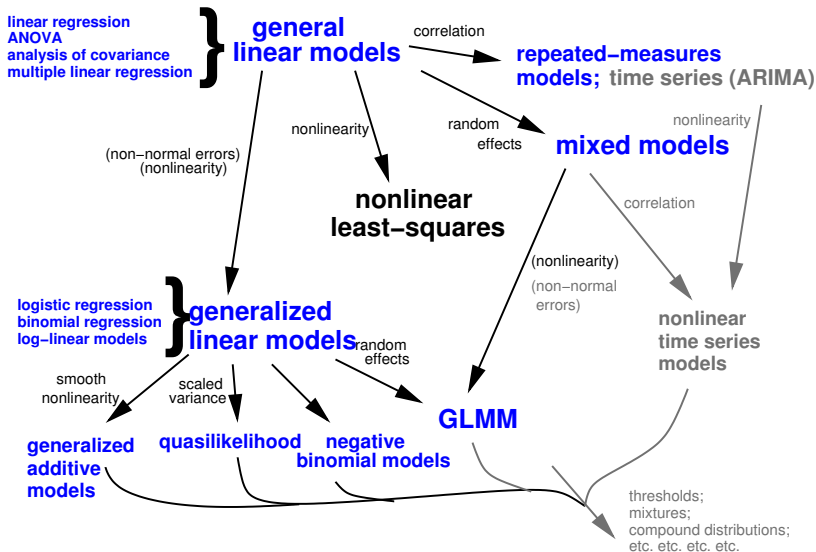 linear regression
ANOVA
analysis of covariance
multiple linear regression
general
linear models
correlation
repeated−measures
models; time series (ARIMA)
nonlinearity
random
effects
nonlinearity
mixed models
(non−normal errors)
(nonlinearity)
nonlinear
least−squares
correlation
(nonlinearity)
(non−normal
errors)
logistic regression
binomial regression
log−linear models
generalized
linear models
random
effects
nonlinear
time series
models
smooth
nonlinearity
scaled
variance
GLMM
generalized
additive
models
quasilikelihood
negative
binomial models
thresholds;
mixtures;
compound distributions;
etc. etc. etc. etc.